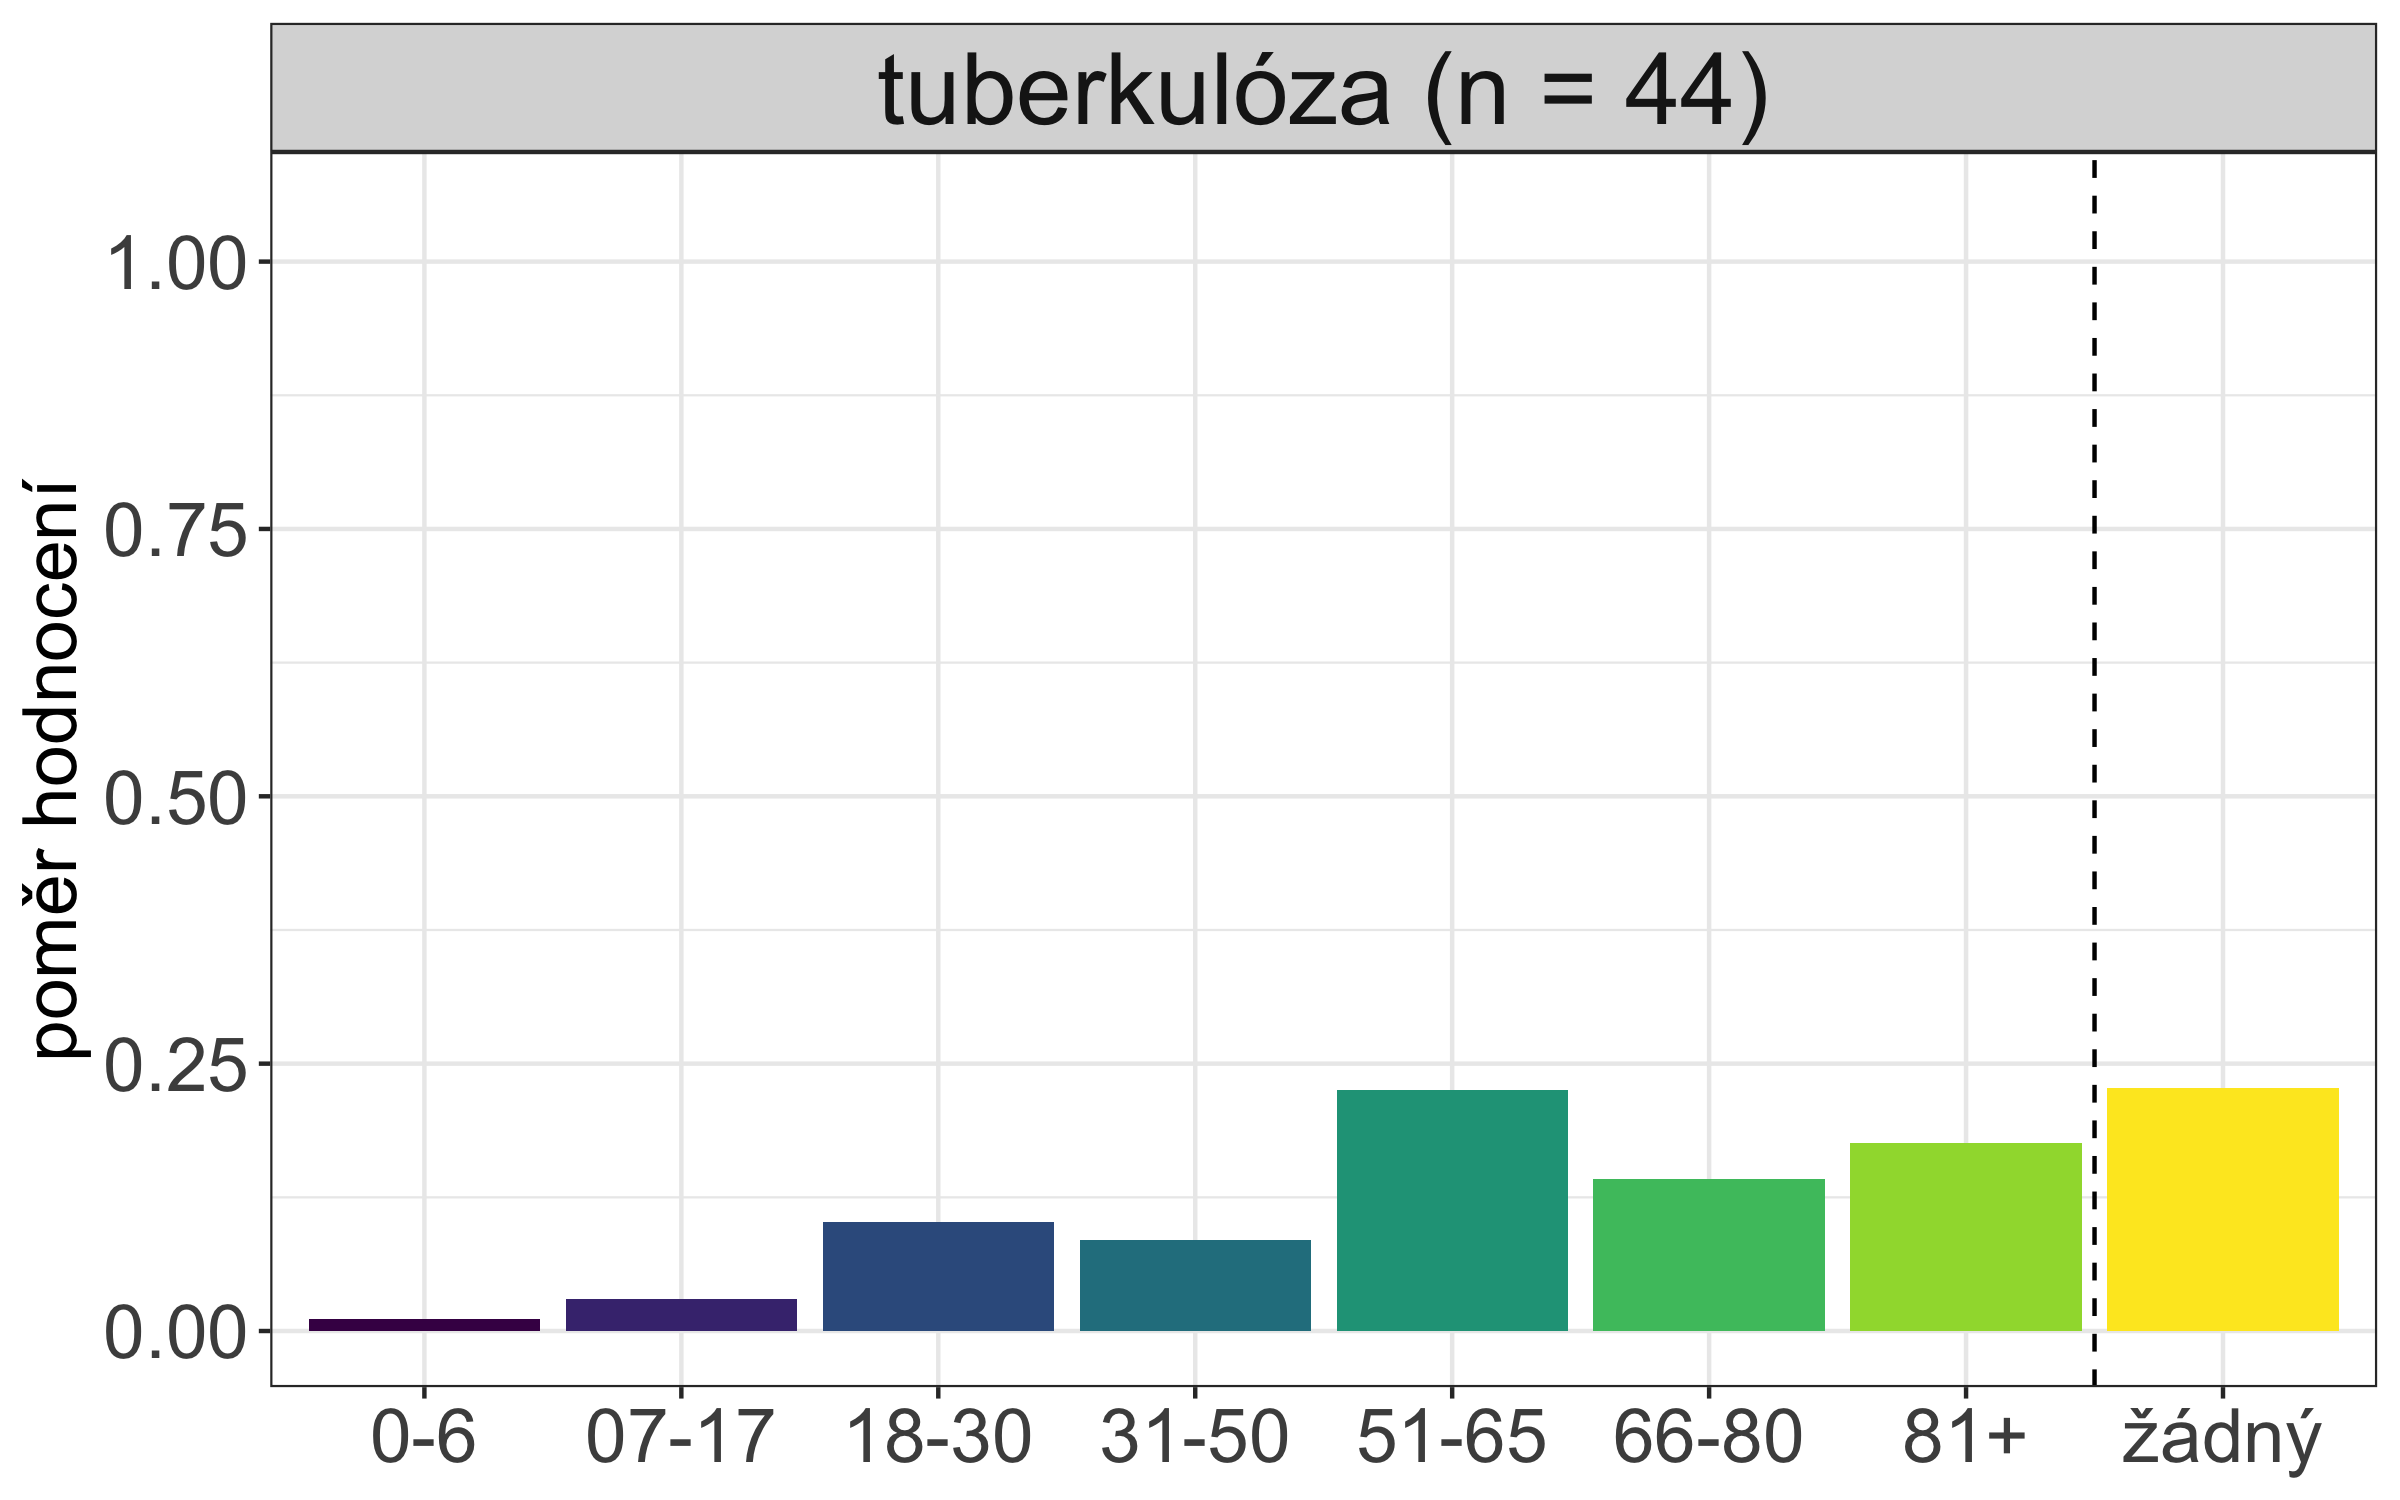 tuberkulóza (n = 44)
poměr hodnocení
1.00
0.75
0.50
0.25
0.00
0-6 07-17 18-30 31-50 51-65 66-80 81+ žádný